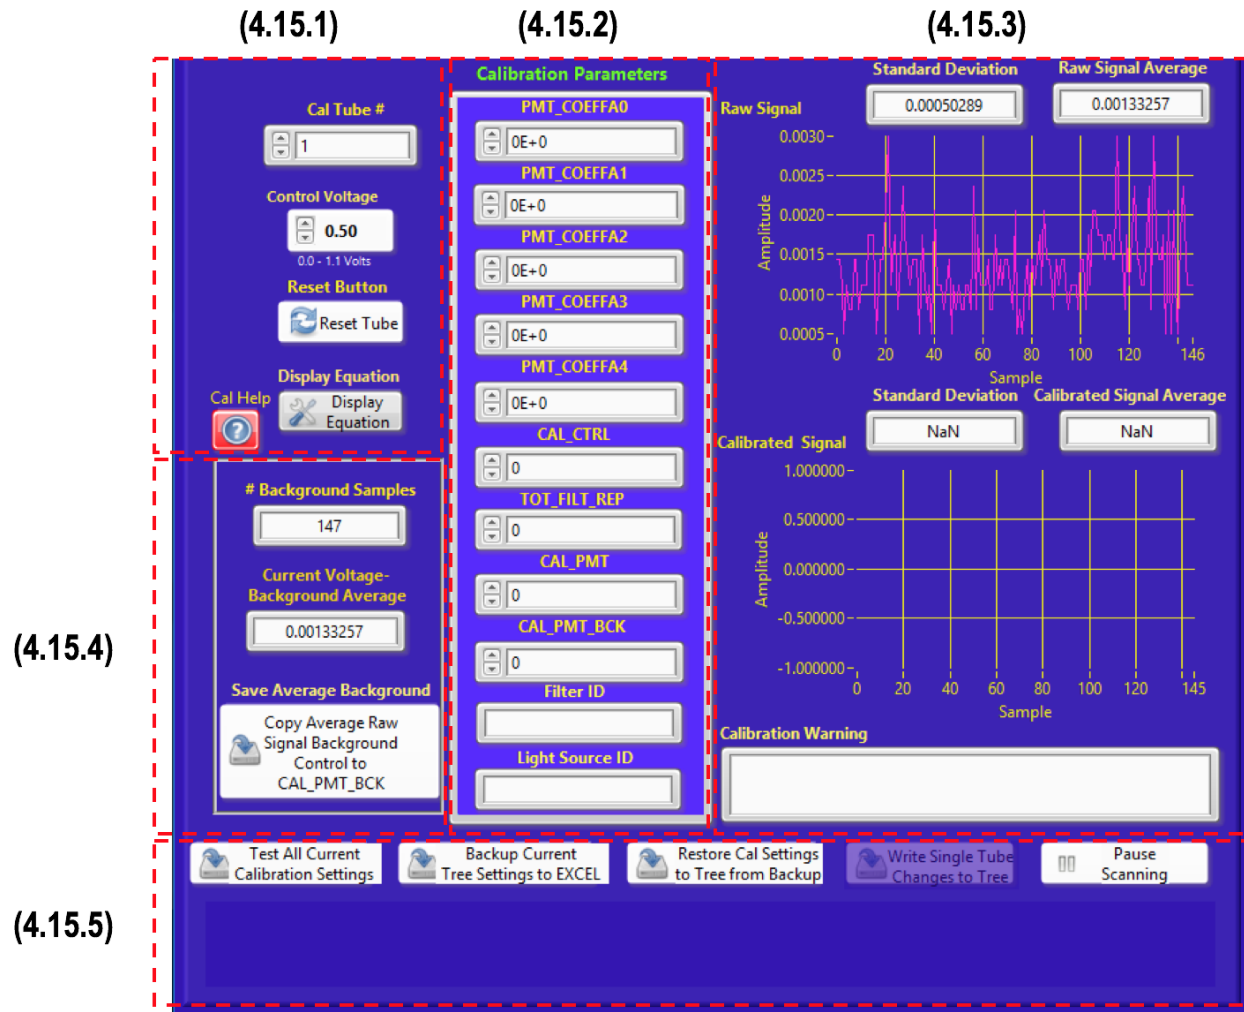 (4.15.1)
(4.15.2)
(4.15.3)
Cal Tube #
1
Control Voltage
0.50
0.0 - 1.1 Volts
Reset Button
Reset Tube
Display Equation
Cal Help
Display
Equation
Calibration Parameters
PMT_COEFFA0
0E+0
PMT_COEFFA1
0E+0
PMT_COEFFA2
0E+0
PMT_COEFFA3
0E+0
PMT_COEFFA4
0E+0
CAL_CTRL
0
TOT_FILT_REP
0
CAL_PMT
0
CAL_PMT_BCK
0
Filter ID
Light Source ID
Standard Deviation
Raw Signal Average
0.00050289
0.00133257
Raw Signal
0.0030
0.0025
0.0020
0.0015
0.0010
0.0005
Amplitude
0 20 40 60 80 100 120 146
Sample
Standard Deviation
Calibrated Signal Average
NaN
NaN
Calibrated Signal
1.000000
0.500000
0.000000
-0.500000
-1.000000
Amplitude
0 20 40 60 80 100 120 145
Sample
Calibration Warning
(4.15.4)
# Background Samples
147
Current Voltage-
Background Average
0.00133257
Save Average Background
Copy Average Raw
Signal Background
Control to
CAL_PMT_BCK
(4.15.5)
Test All Current
Calibration Settings
Backup Current
Tree Settings to EXCEL
Restore Cal Settings
to Tree from Backup
Write Single Tube
Changes to Tree
Pause
Scanning